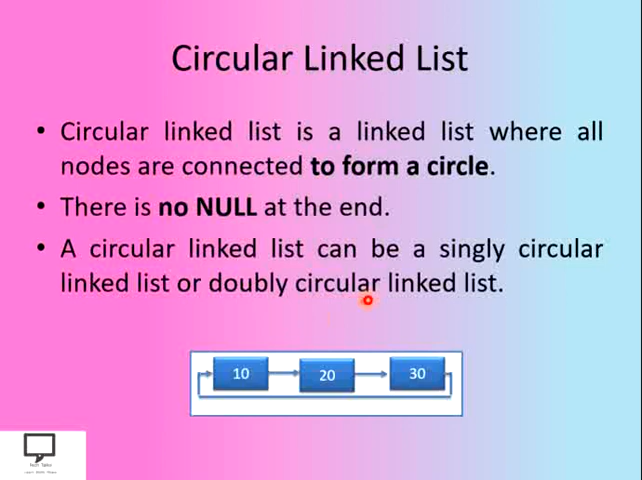 Circular Linked List
• Circular linked list is a linked list where all
nodes are connected to form a circle.
• There is no NULL at the end.
• A circular linked list can be a singly circular
linked list or doubly circular linked list.
10 20 30
Tech Talks